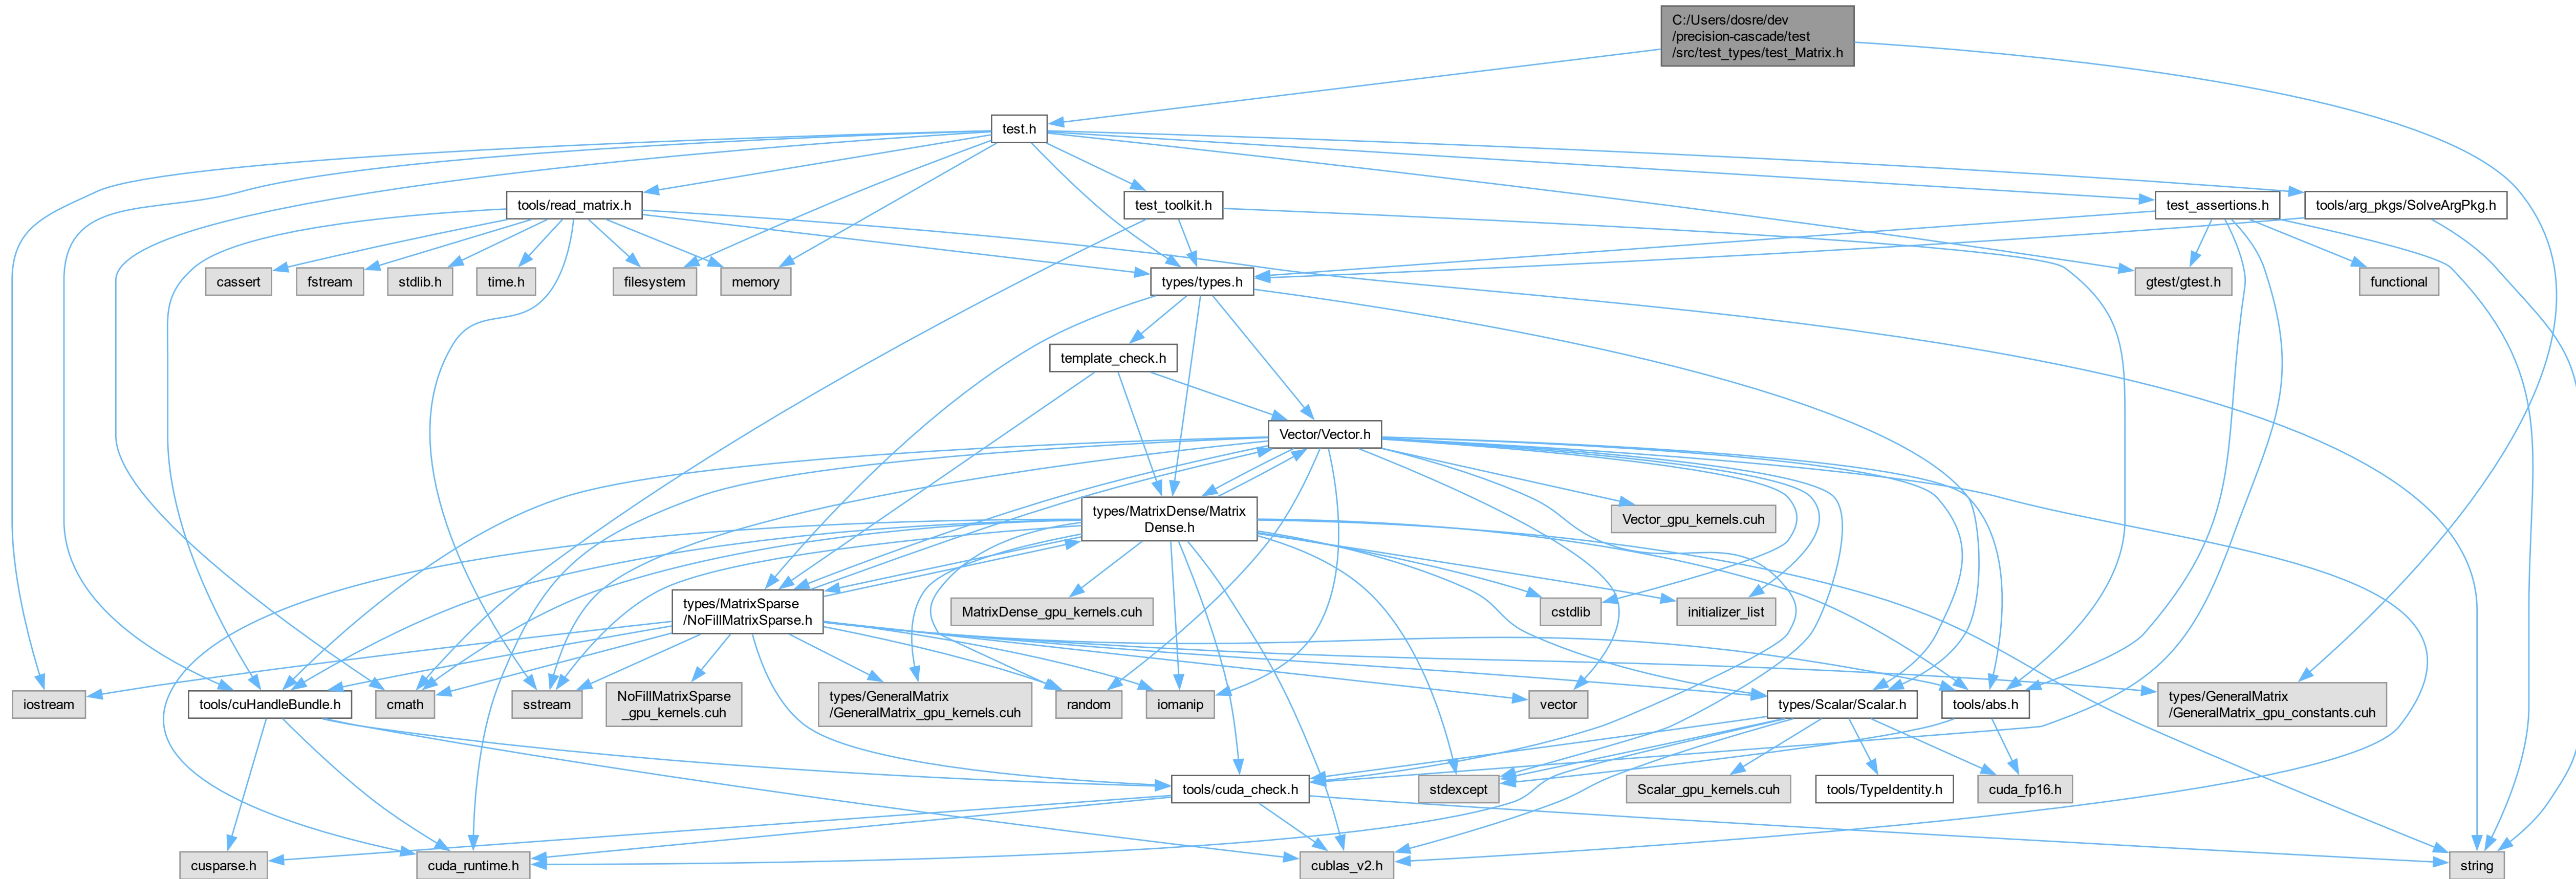 C:/Users/dosre/dev
/precision-cascade/test
/src/test_types/test_Matrix.h
test.h
tools/read_matrix.h
test_toolkit.h
test_assertions.h
tools/arg_pkgs/SolveArgPkg.h
cassert
fstream
stdlib.h
time.h
filesystem
memory
types/types.h
gtest/gtest.h
functional
template_check.h
Vector/Vector.h
types/MatrixDense/Matrix
Dense.h
Vector_gpu_kernels.cuh
types/MatrixSparse
/NoFillMatrixSparse.h
MatrixDense_gpu_kernels.cuh
cstdlib
initializer_list
iostream
tools/cuHandleBundle.h
cmath
sstream
NoFillMatrixSparse
_gpu_kernels.cuh
types/GeneralMatrix
/GeneralMatrix_gpu_kernels.cuh
random
iomanip
vector
types/Scalar/Scalar.h
tools/abs.h
types/GeneralMatrix
/GeneralMatrix_gpu_constants.cuh
tools/cuda_check.h
stdexcept
Scalar_gpu_kernels.cuh
tools/TypeIdentity.h
cuda_fp16.h
cusparse.h
cuda_runtime.h
cublas_v2.h
string